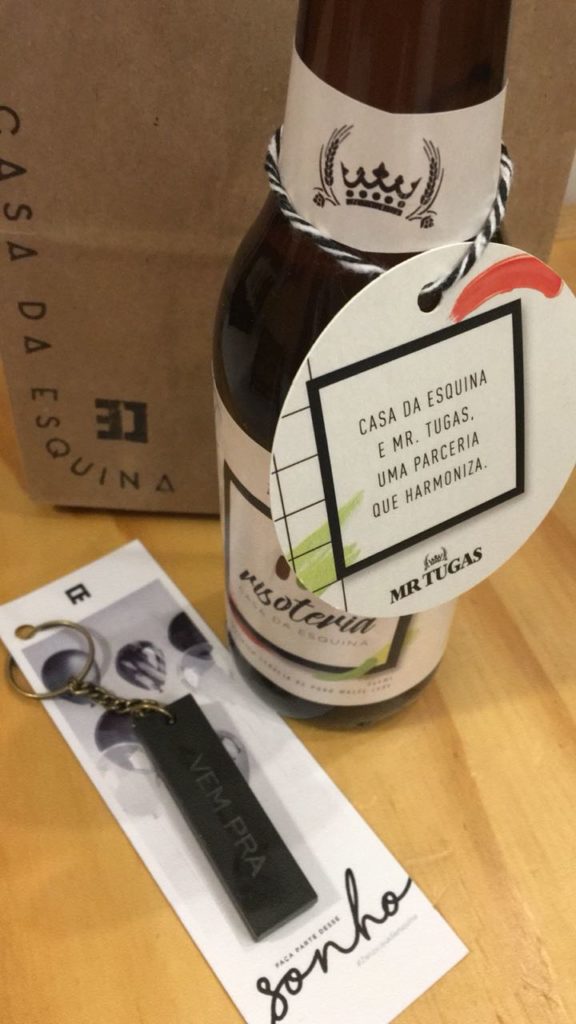 CASA DA ESQUINA
CASA DA ESQUINA
E MR. TUGAS,
UMA PARCERIA
QUE HARMONIZA.
MR TUGAS
risoteria
CASA DA ESQUINA
VEM PRA
FAÇA PARTE DESSE
sonho